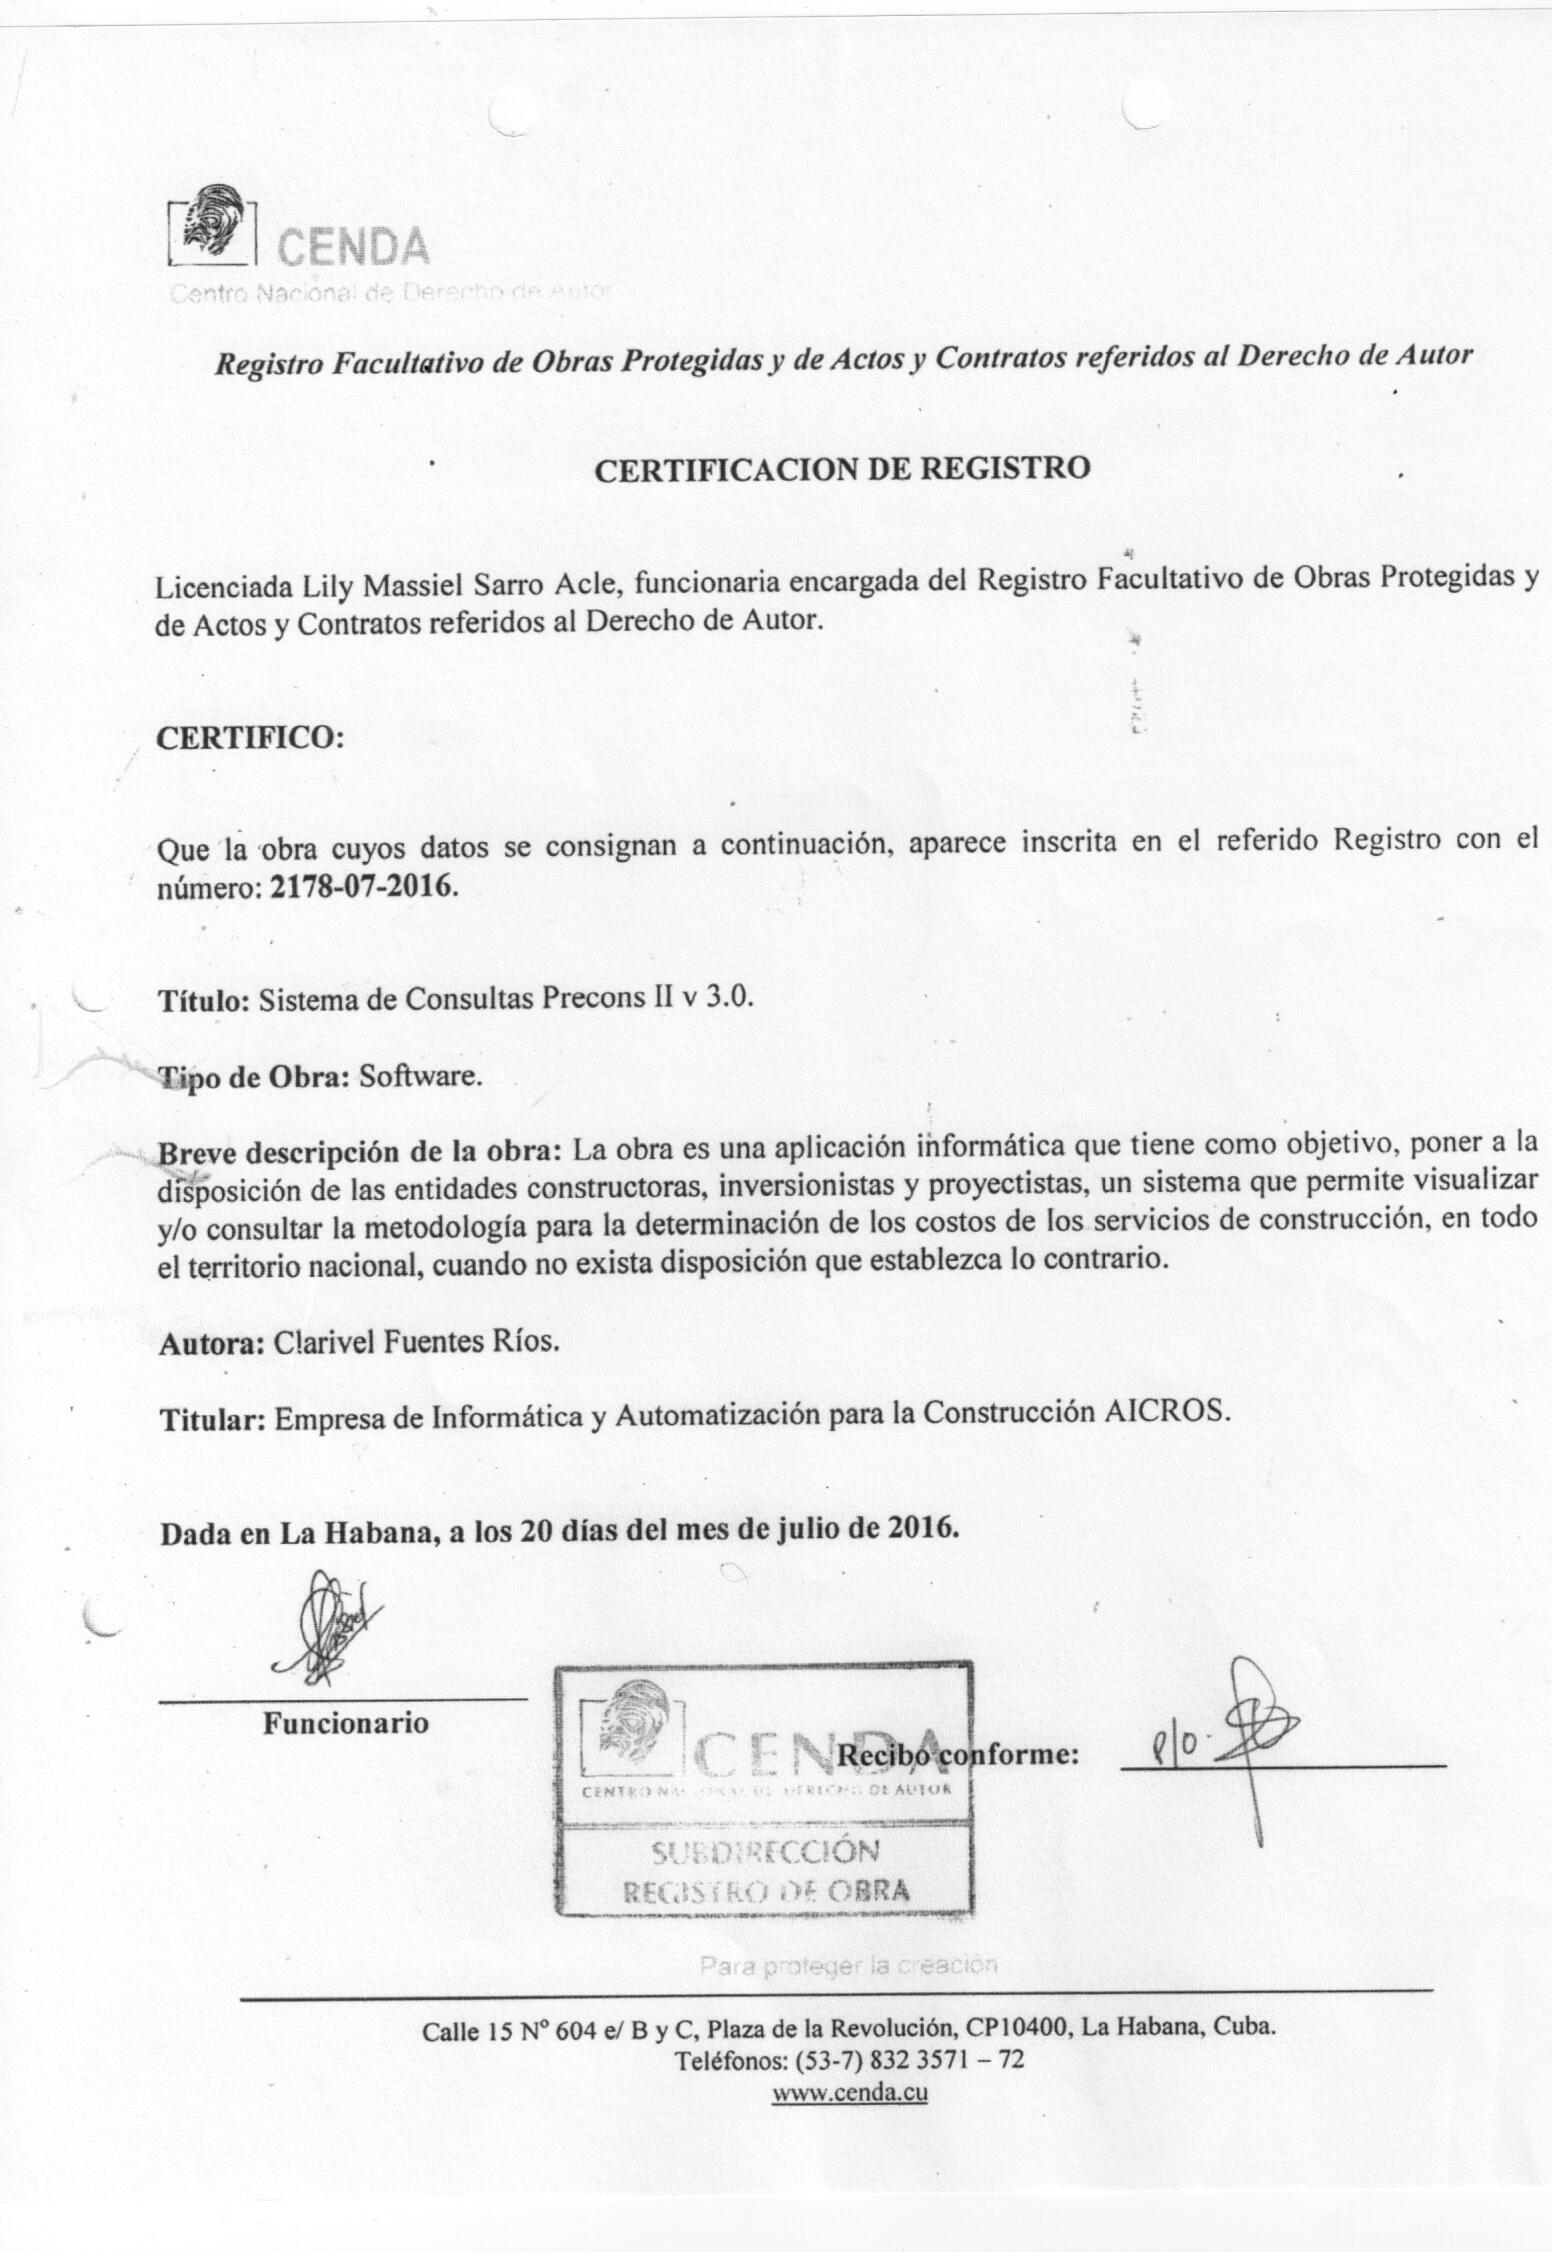 CENDA
Centro Nacional de Derecho de Autor
Registro Facultativo de Obras Protegidas y de Actos y Contratos referidos al Derecho de Autor
CERTIFICACION DE REGISTRO
Licenciada Lily Massiel Sarro Acle, funcionaria encargada del Registro Facultativo de Obras Protegidas y
de Actos y Contratos referidos al Derecho de Autor.
CERTIFICO:
Que la obra cuyos datos se consignan a continuación, aparece inscrita en el referido Registro con el
número: 2178-07-2016.
Título: Sistema de Consultas Precons II v 3.0.
Tipo de Obra: Software.
Breve descripción de la obra: La obra es una aplicación informática que tiene como objetivo, poner a la
disposición de las entidades constructoras, inversionistas y proyectistas, un sistema que permite visualizar
y/o consultar la metodología para la determinación de los costos de los servicios de construcción, en todo
el territorio nacional, cuando no exista disposición que establezca lo contrario.
Autora: Clarivel Fuentes Ríos.
Titular: Empresa de Informática y Automatización para la Construcción AICROS.
Dada en La Habana, a los 20 días del mes de julio de 2016.
Funcionario
CENDA
CENTRO NACIONAL DE DERECHO DE AUTOR
SUBDIRECCIÓN
REGISTRO DE OBRA
Recibo conforme: p/o.
Para proteger la creación
Calle 15 Nº 604 e/ B y C, Plaza de la Revolución, CP10400, La Habana, Cuba.
Teléfonos: (53-7) 832 3571 – 72
www.cenda.cu